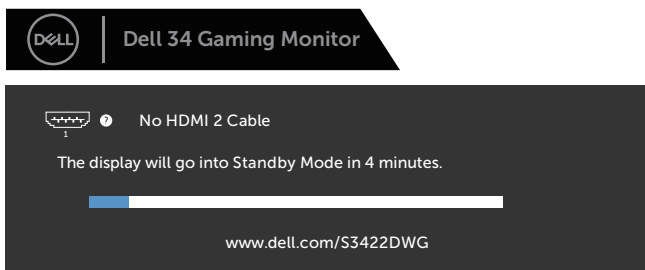 DELL
Dell 34 Gaming Monitor
? No HDMI 2 Cable
1
The display will go into Standby Mode in 4 minutes.
www.dell.com/S3422DWG